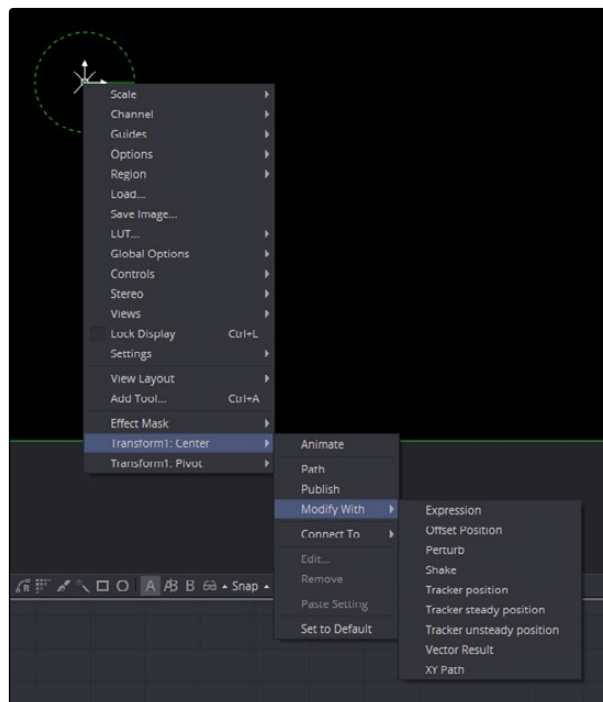 Scale
Channel
Guides
Options
Region
Load...
Save Image...
LUT...
Global Options
Controls
Stereo
Views
Lock Display Ctrl+L
Settings
View Layout
Add Tool... Ctrl+A
Effect Mask
Transform1: Center
Transform1: Pivot
Animate
Path
Publish
Modify With
Connect To
Edit...
Remove
Paste Setting
Set to Default
Expression
Offset Position
Perturb
Shake
Tracker position
Tracker steady position
Tracker unsteady position
Vector Result
XY Path
A A|B B Snap